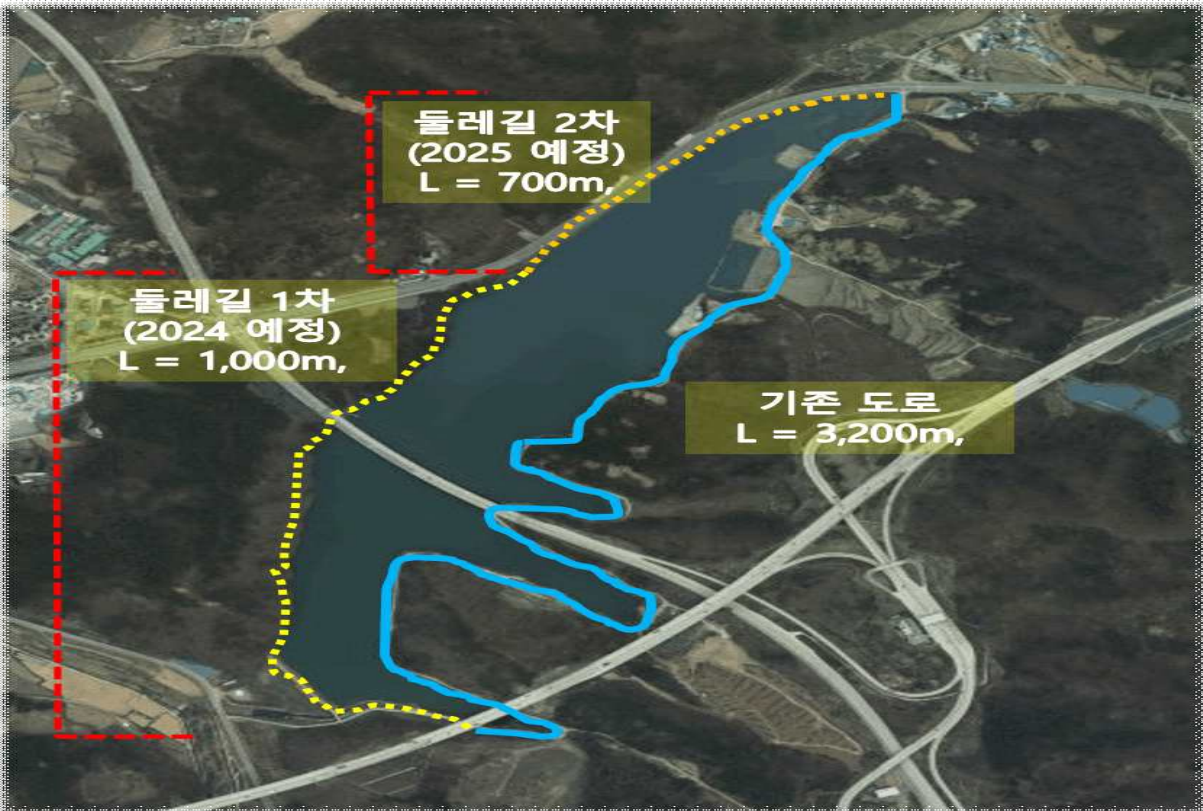 둘레길 2차
(2025 예정)
L = 700m,
둘레길 1차
(2024 예정)
L = 1,000m,
기존 도로
L = 3,200m,